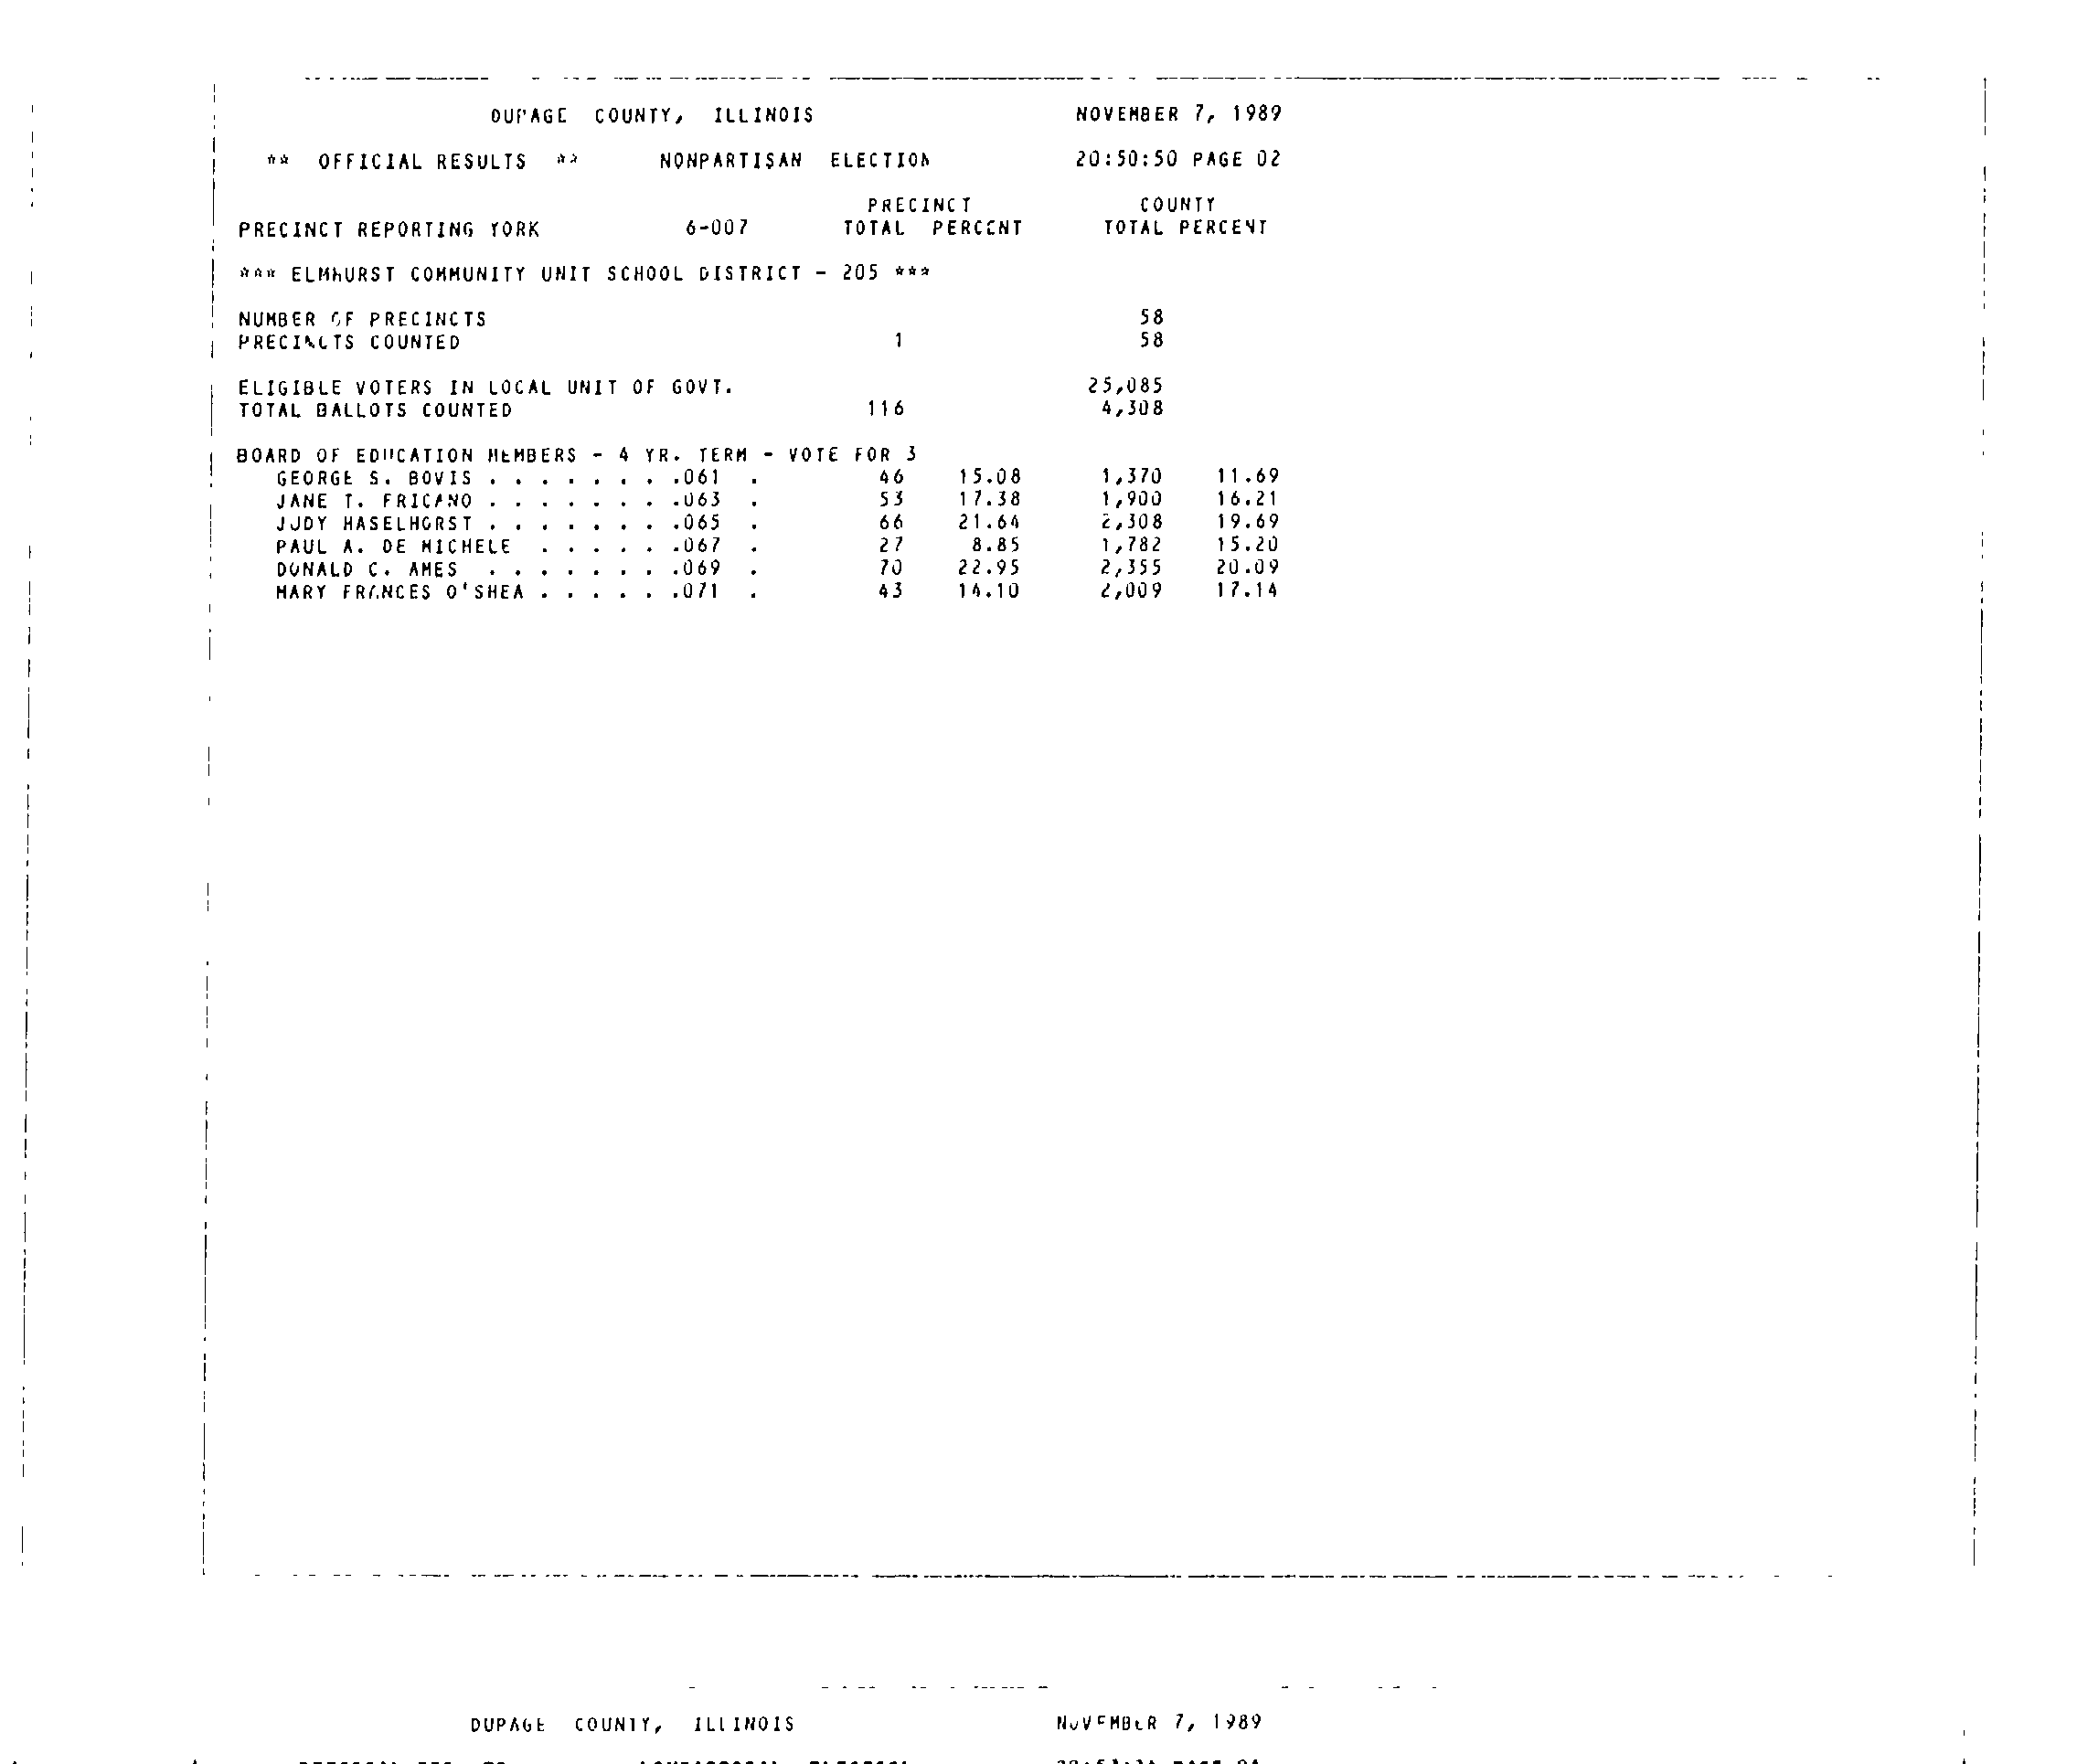 DUPAGE COUNTY, ILLINOIS NOVEMBER 7, 1989
** OFFICIAL RESULTS ** NONPARTISAN ELECTION 20:50:50 PAGE 02
PRECINCT COUNTY
PRECINCT REPORTING YORK 6-007 TOTAL PERCENT TOTAL PERCENT
*** ELMHURST COMMUNITY UNIT SCHOOL DISTRICT - 205 ***
NUMBER OF PRECINCTS 58
PRECINCTS COUNTED 1 58
ELIGIBLE VOTERS IN LOCAL UNIT OF GOVT. 25,085
TOTAL BALLOTS COUNTED 116 4,308
BOARD OF EDUCATION MEMBERS - 4 YR. TERM - VOTE FOR 3
GEORGE S. BOVIS . . . . . . . .061 . 46 15.08 1,370 11.69
JANE T. FRICANO . . . . . . . .063 . 53 17.38 1,900 16.21
JUDY HASELHORST . . . . . . . .065 . 66 21.64 2,308 19.69
PAUL A. DE MICHELE . . . . . .067 . 27 8.85 1,782 15.20
DONALD C. AMES . . . . . . . .069 . 70 22.95 2,355 20.09
MARY FRANCES O'SHEA . . . . . .071 . 43 14.10 2,009 17.14
DUPAGE COUNTY, ILLINOIS NOVEMBER 7, 1989